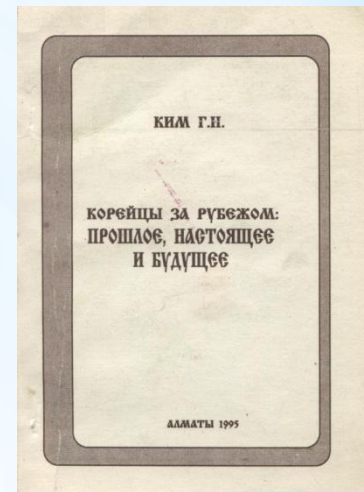 КИМ Г.Н.
КОРЕЙЦЫ ЗА РУБЕЖОМ:
ПРОШЛОЕ, НАСТОЯЩЕЕ
И БУДУЩЕЕ
АЛМАТЫ 1995